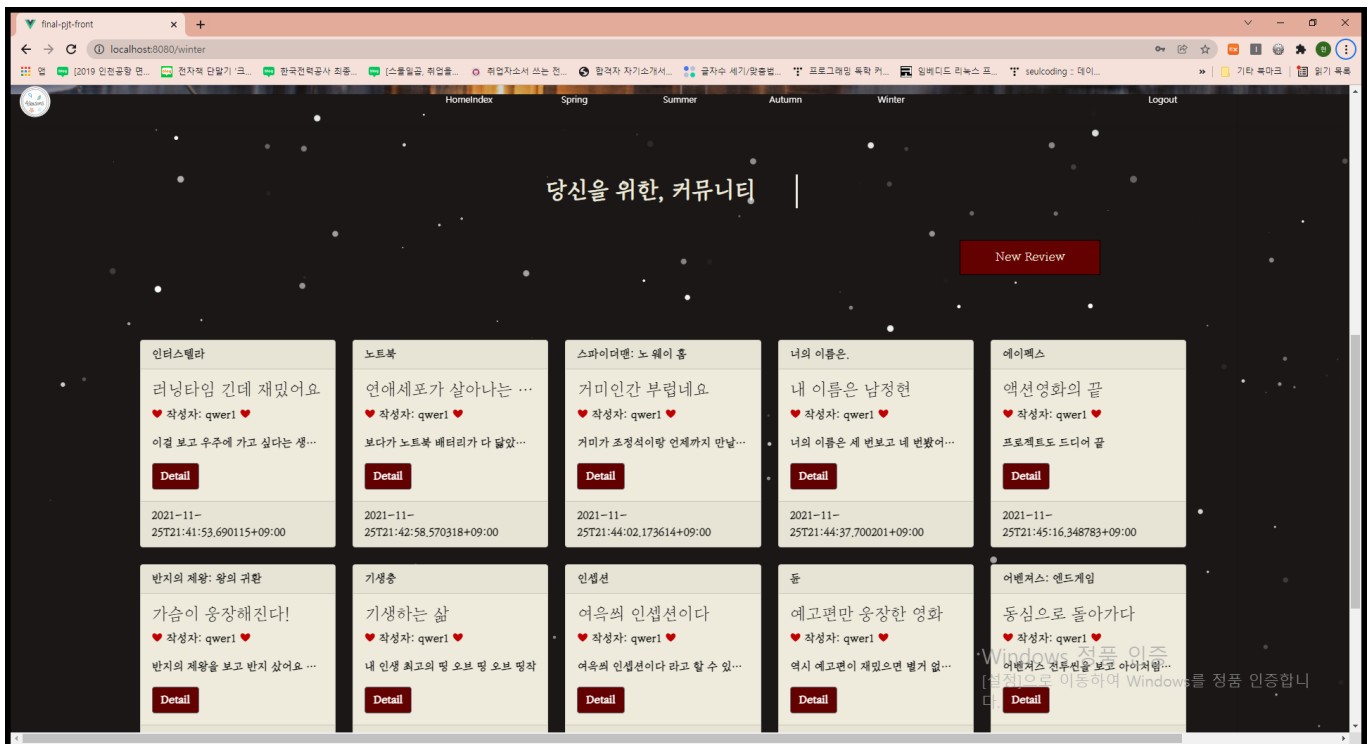 final-pjt-front
localhost:8080/winter
앱
[2019 인천공항 면...
전자책 단말기 '크...
한국전력공사 최종...
[스물일곱, 취업을...
자기소개서 쓰는 전...
합격자 자기소개서...
글자수 세기/맞춤법...
프로그래밍 독학 커...
임베디드 리눅스 프...
seulcoding :: 데이...
»
기타 북마크
읽기 목록
HomeIndex
Spring
Summer
Autumn
Winter
Logout
당신을 위한, 커뮤니티
New Review
인터스텔라
러닝타임 긴데 재밌어요
작성자: qwer1
이걸 보고 우주에 가고 싶다는 생…
Detail
2021-11-
25T21:41:53.690115+09:00
노트북
연애세포가 살아나는 …
작성자: qwer1
보다가 노트북 배터리가 다 닳았…
Detail
2021-11-
25T21:42:58.570318+09:00
스파이더맨: 노 웨이 홈
거미인간 부럽네요
작성자: qwer1
거미가 조정석이랑 언제까지 만날…
Detail
2021-11-
25T21:44:02.173614+09:00
너의 이름은.
내 이름은 남정현
작성자: qwer1
너의 이름은 세 번보고 네 번봤어…
Detail
2021-11-
25T21:44:37.700201+09:00
에이펙스
액션영화의 끝
작성자: qwer1
프로젝트도 드디어 끝
Detail
2021-11-
25T21:45:16.348783+09:00
반지의 제왕: 왕의 귀환
가슴이 웅장해진다!
작성자: qwer1
반지의 제왕을 보고 반지 샀어요 …
Detail
기생충
기생하는 삶
작성자: qwer1
내 인생 최고의 띵 오브 띵 오브 띵작
Detail
인셉션
여윽씌 인셉션이다
작성자: qwer1
여윽씌 인셉션이다 라고 할 수 있…
Detail
듄
예고편만 웅장한 영화
작성자: qwer1
역시 예고편이 재밌으면 별거 없…
Detail
어벤져스: 엔드게임
동심으로 돌아가다
작성자: qwer1
어벤져스 전투씬을 보고 아이처럼…
Detail
Windows 정품 인증
[설정]으로 이동하여 Windows를 정품 인증합니
다.